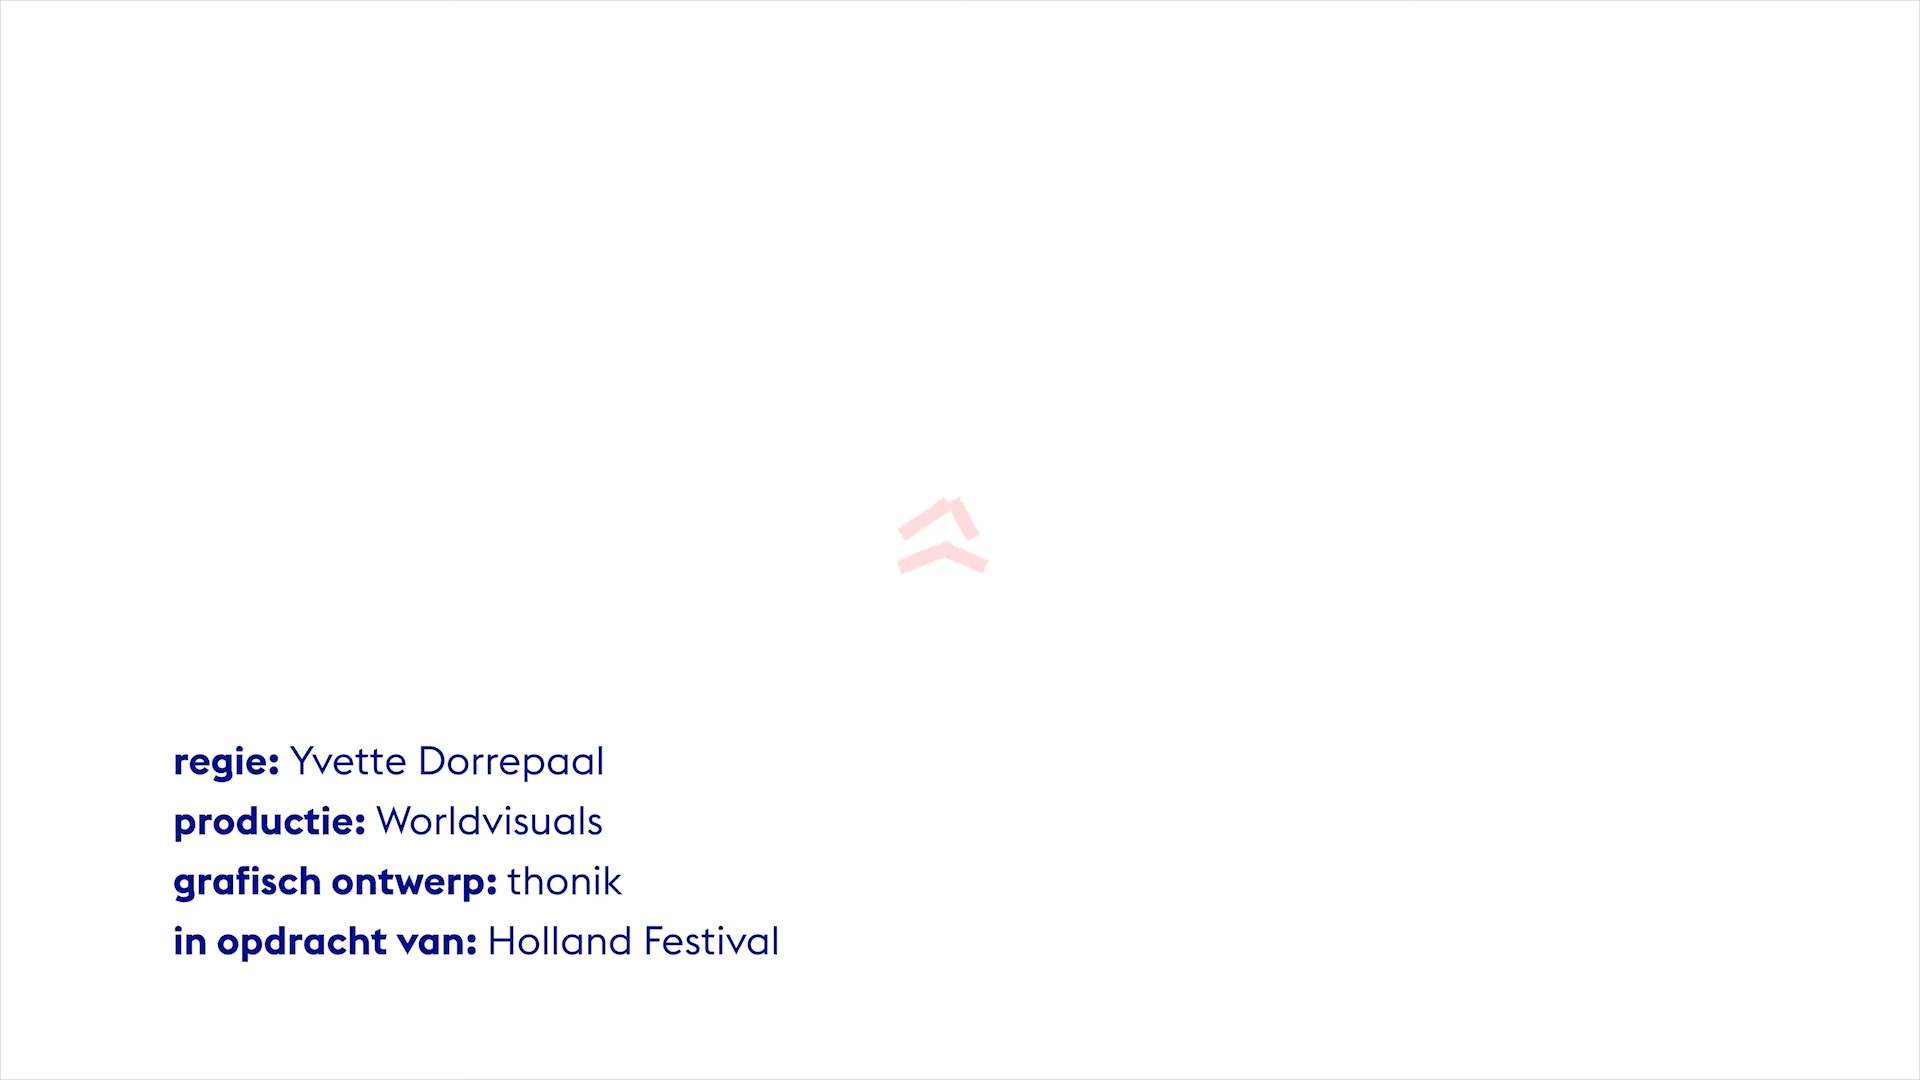 regie: Yvette Dorrepaal
productie: Worldvisuals
grafisch ontwerp: thonik
in opdracht van: Holland Festival